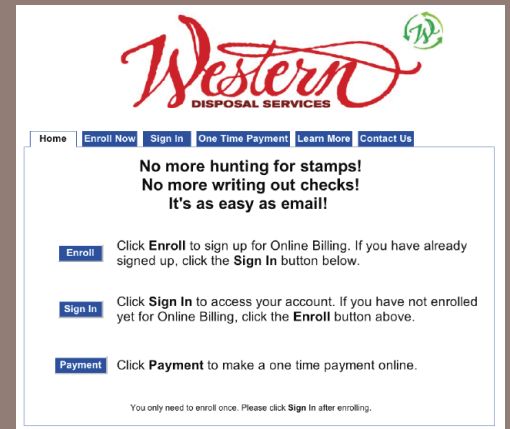 Western
DISPOSAL SERVICES
W
Home Enroll Now Sign In One Time Payment Learn More Contact Us
No more hunting for stamps!
No more writing out checks!
It's as easy as email!
Enroll
Click Enroll to sign up for Online Billing. If you have already
signed up, click the Sign In button below.
Sign In
Click Sign In to access your account. If you have not enrolled
yet for Online Billing, click the Enroll button above.
Payment
Click Payment to make a one time payment online.
You only need to enroll once. Please click Sign In after enrolling.